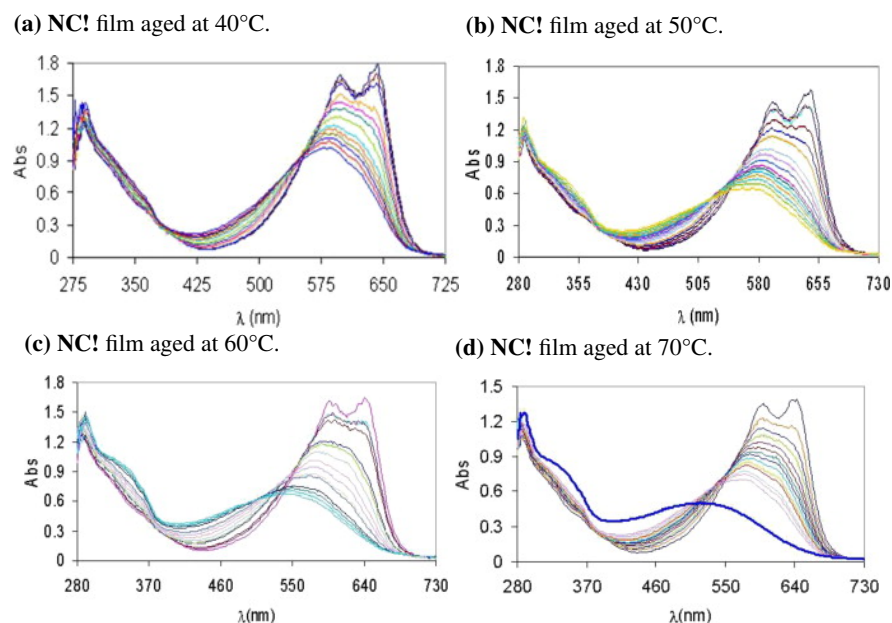 (a) NC! film aged at 40°C.
1.8
1.5
1.2
0.9
0.6
0.3
0
Abs
275 350 425 500 575 650 725
λ (nm)
(b) NC! film aged at 50°C.
1.8
1.5
1.2
0.9
0.6
0.3
0
Abs
280 355 430 505 580 655 730
λ (nm)
(c) NC! film aged at 60°C.
1.8
1.5
1.2
0.9
0.6
0.3
0
Abs
280 370 460 550 640 730
λ(nm)
(d) NC! film aged at 70°C.
1.5
1.2
0.9
0.6
0.3
0
Abs
280 370 460 550 640 730
λ(nm)